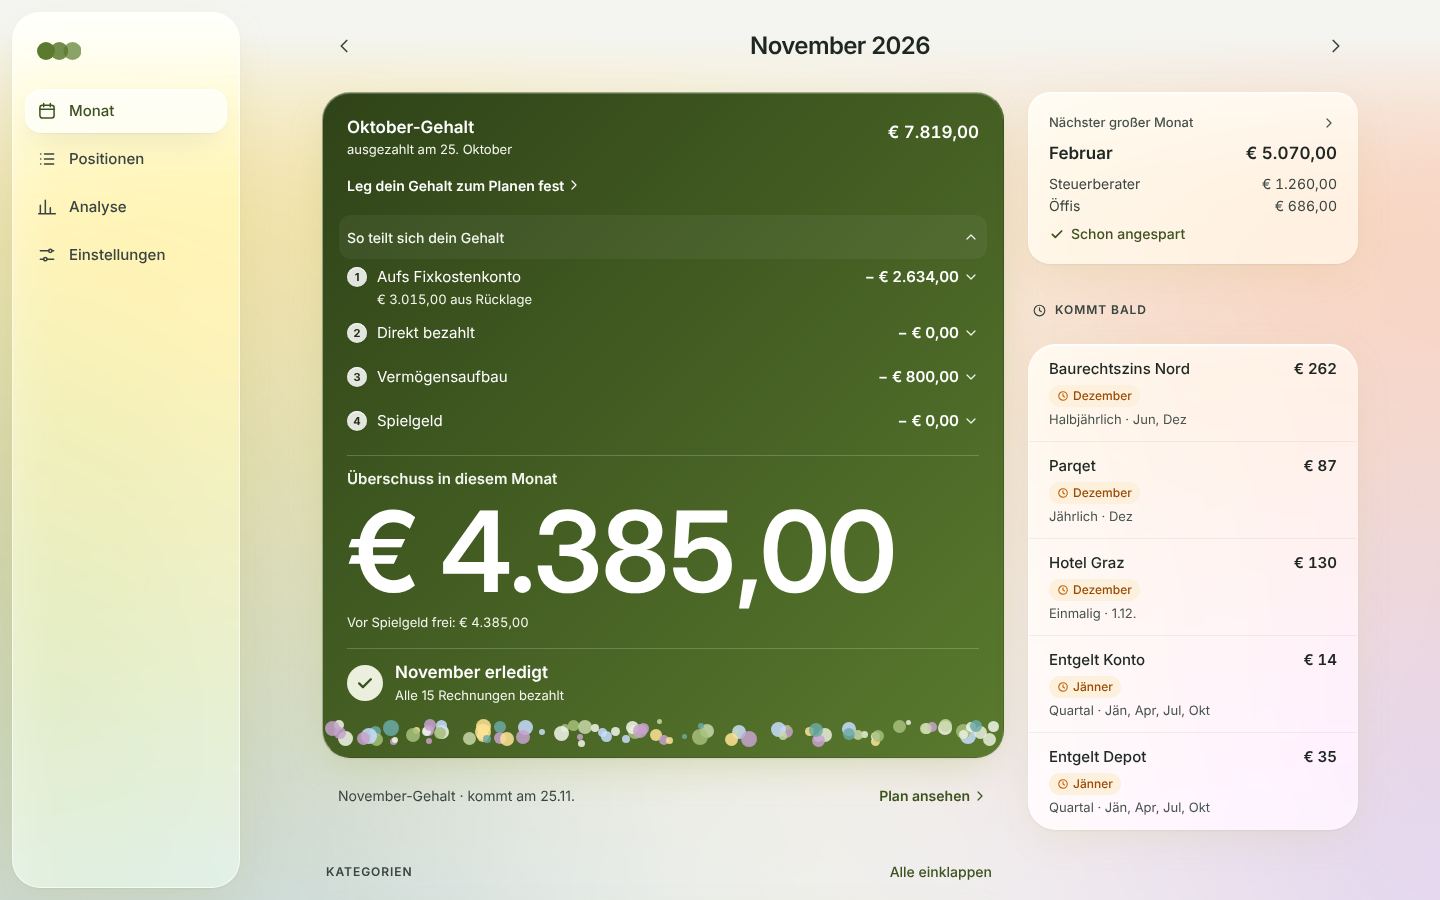 Monat
Positionen
Analyse
Einstellungen
November 2026
Oktober-Gehalt
€ 7.819,00
ausgezahlt am 25. Oktober
Leg dein Gehalt zum Planen fest
So teilt sich dein Gehalt
1 Aufs Fixkostenkonto – € 2.634,00
€ 3.015,00 aus Rücklage
2 Direkt bezahlt – € 0,00
3 Vermögensaufbau – € 800,00
4 Spielgeld – € 0,00
Überschuss in diesem Monat
€ 4.385,00
Vor Spielgeld frei: € 4.385,00
November erledigt
Alle 15 Rechnungen bezahlt
November-Gehalt · kommt am 25.11.
Plan ansehen
KATEGORIEN
Alle einklappen
Nächster großer Monat
Februar € 5.070,00
Steuerberater € 1.260,00
Öffis € 686,00
Schon angespart
KOMMT BALD
Baurechtszins Nord € 262
Dezember
Halbjährlich · Jun, Dez
Parqet € 87
Dezember
Jährlich · Dez
Hotel Graz € 130
Dezember
Einmalig · 1.12.
Entgelt Konto € 14
Jänner
Quartal · Jän, Apr, Jul, Okt
Entgelt Depot € 35
Jänner
Quartal · Jän, Apr, Jul, Okt